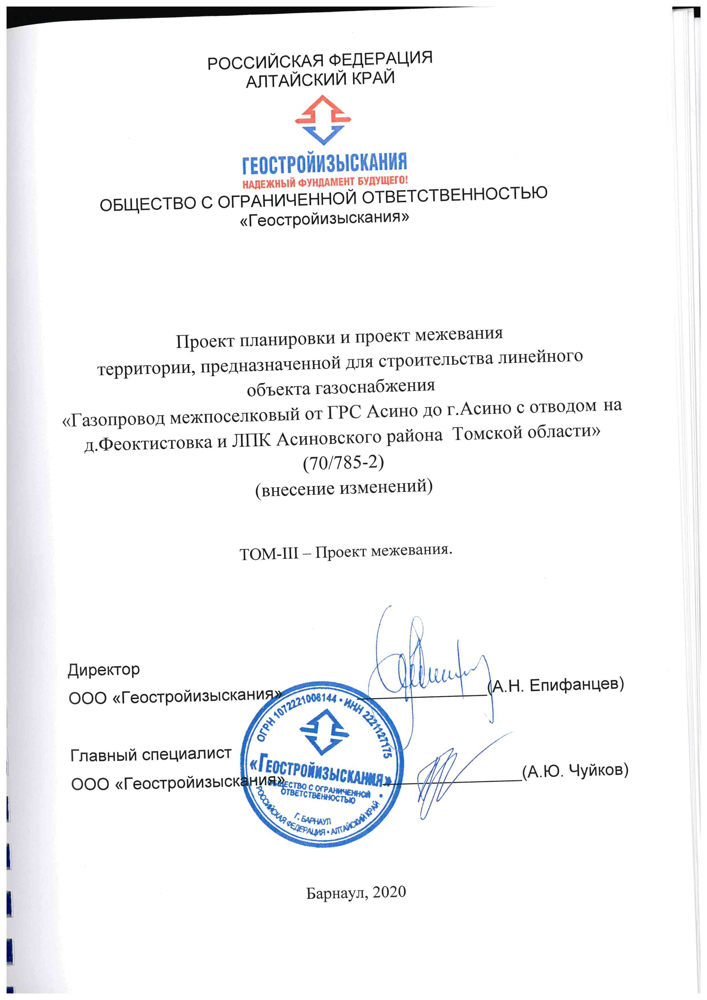 РОССИЙСКАЯ ФЕДЕРАЦИЯ
АЛТАЙСКИЙ КРАЙ
ГЕОСТРОЙИЗЫСКАНИЯ
НАДЕЖНЫЙ ФУНДАМЕНТ БУДУЩЕГО!
ОБЩЕСТВО С ОГРАНИЧЕННОЙ ОТВЕТСТВЕННОСТЬЮ
«Геостройизыскания»
Проект планировки и проект межевания
территории, предназначенной для строительства линейного
объекта газоснабжения
«Газопровод межпоселковый от ГРС Асино до г.Асино с отводом на
д.Феоктистовка и ЛПК Асиновского района Томской области»
(70/785-2)
(внесение изменений)
ТОМ-III – Проект межевания.
Директор
ООО «Геостройизыскания» (А.Н. Епифанцев)
Главный специалист
ООО «Геостройизыскания» (А.Ю. Чуйков)
ОГРН 1072221008144 • ИНН 2221127175
«ГЕОСТРОЙИЗЫСКАНИЯ»
ОБЩЕСТВО С ОГРАНИЧЕННОЙ
ОТВЕТСТВЕННОСТЬЮ
Г. БАРНАУЛ
РОССИЙСКАЯ ФЕДЕРАЦИЯ • АЛТАЙСКИЙ КРАЙ •
Барнаул, 2020